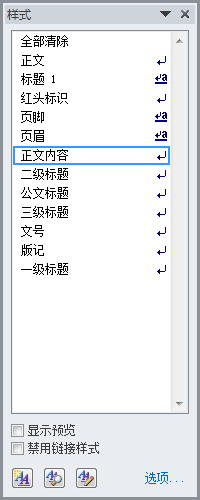 样式
全部清除
正文
标题 1
红头标识
页脚
页眉
正文内容
二级标题
公文标题
三级标题
文号
版记
一级标题
显示预览
禁用链接样式
选项...